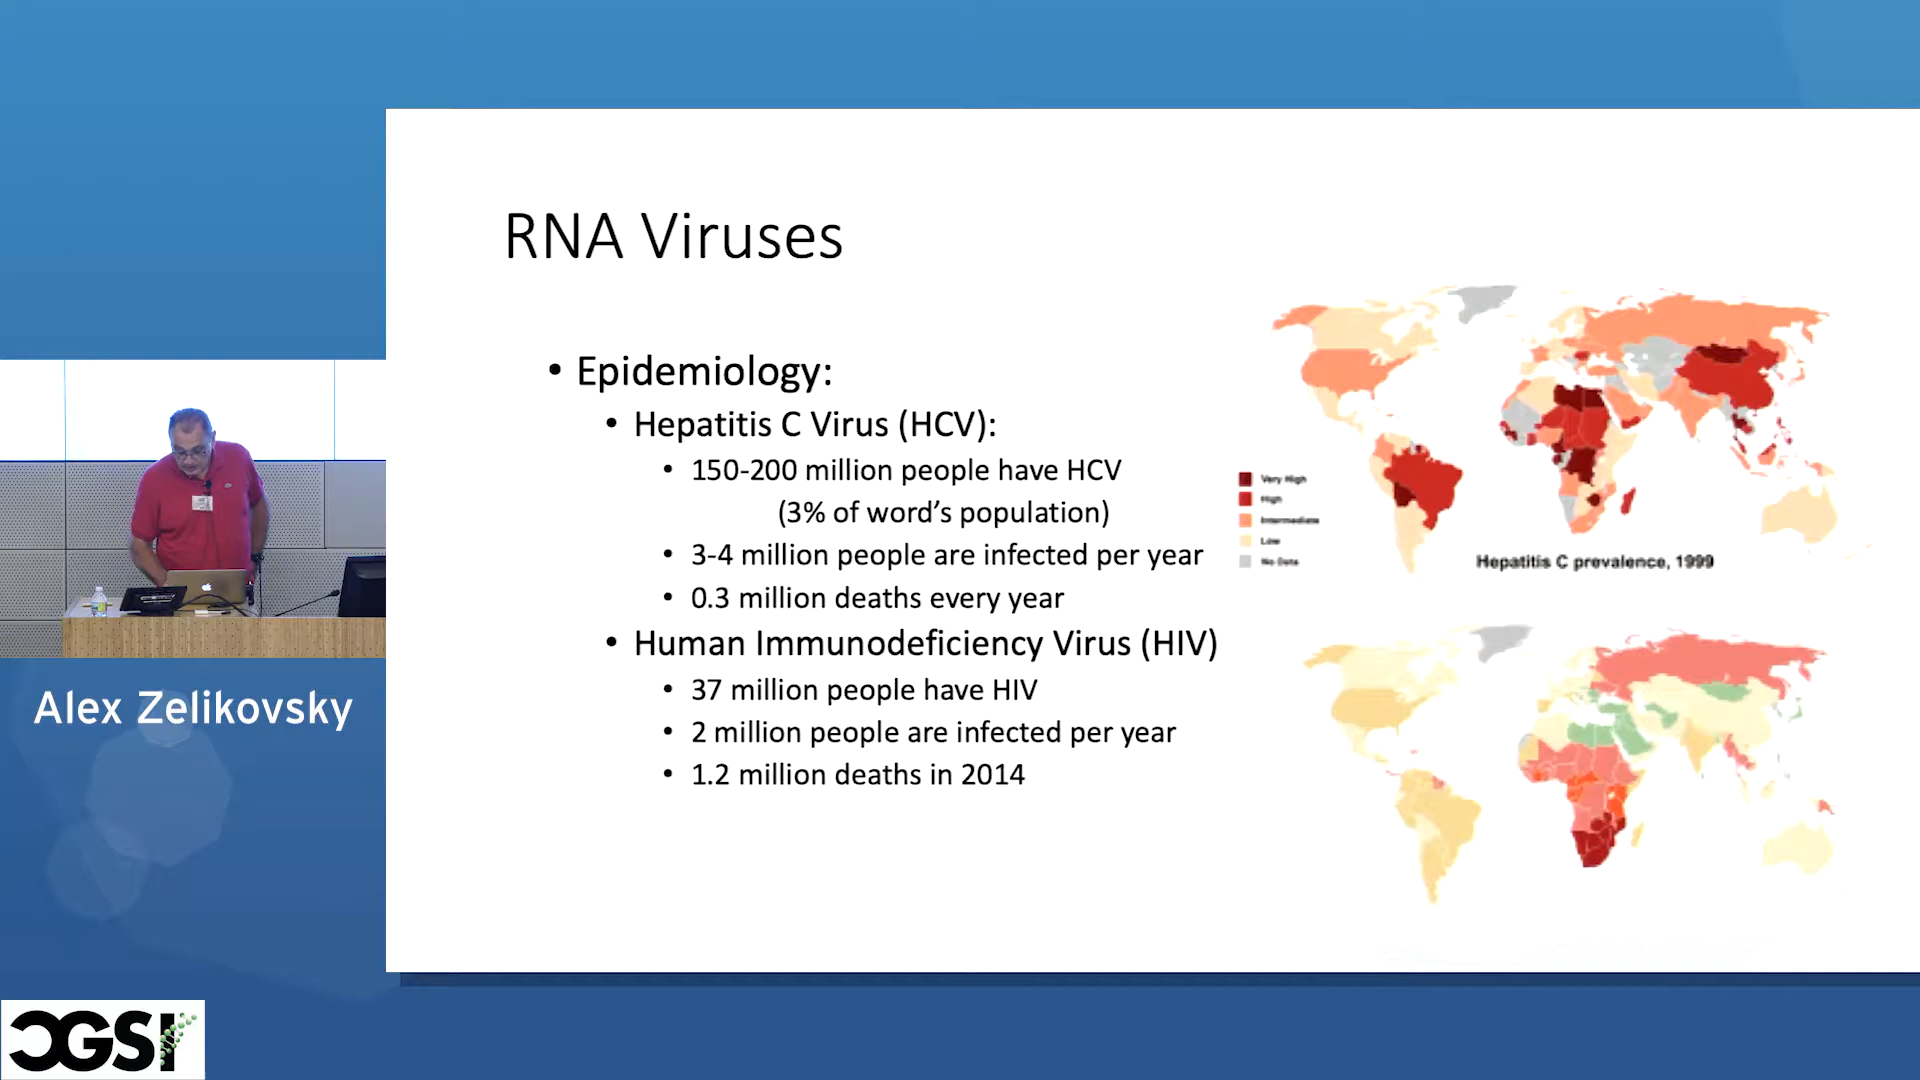 RNA Viruses
• Epidemiology:
• Hepatitis C Virus (HCV):
• 150-200 million people have HCV
(3% of word's population)
• 3-4 million people are infected per year
• 0.3 million deaths every year
• Human Immunodeficiency Virus (HIV)
• 37 million people have HIV
• 2 million people are infected per year
• 1.2 million deaths in 2014
Very High
High
Intermediate
Low
No Data
Hepatitis C prevalence, 1999
Alex Zelikovsky
CGSI